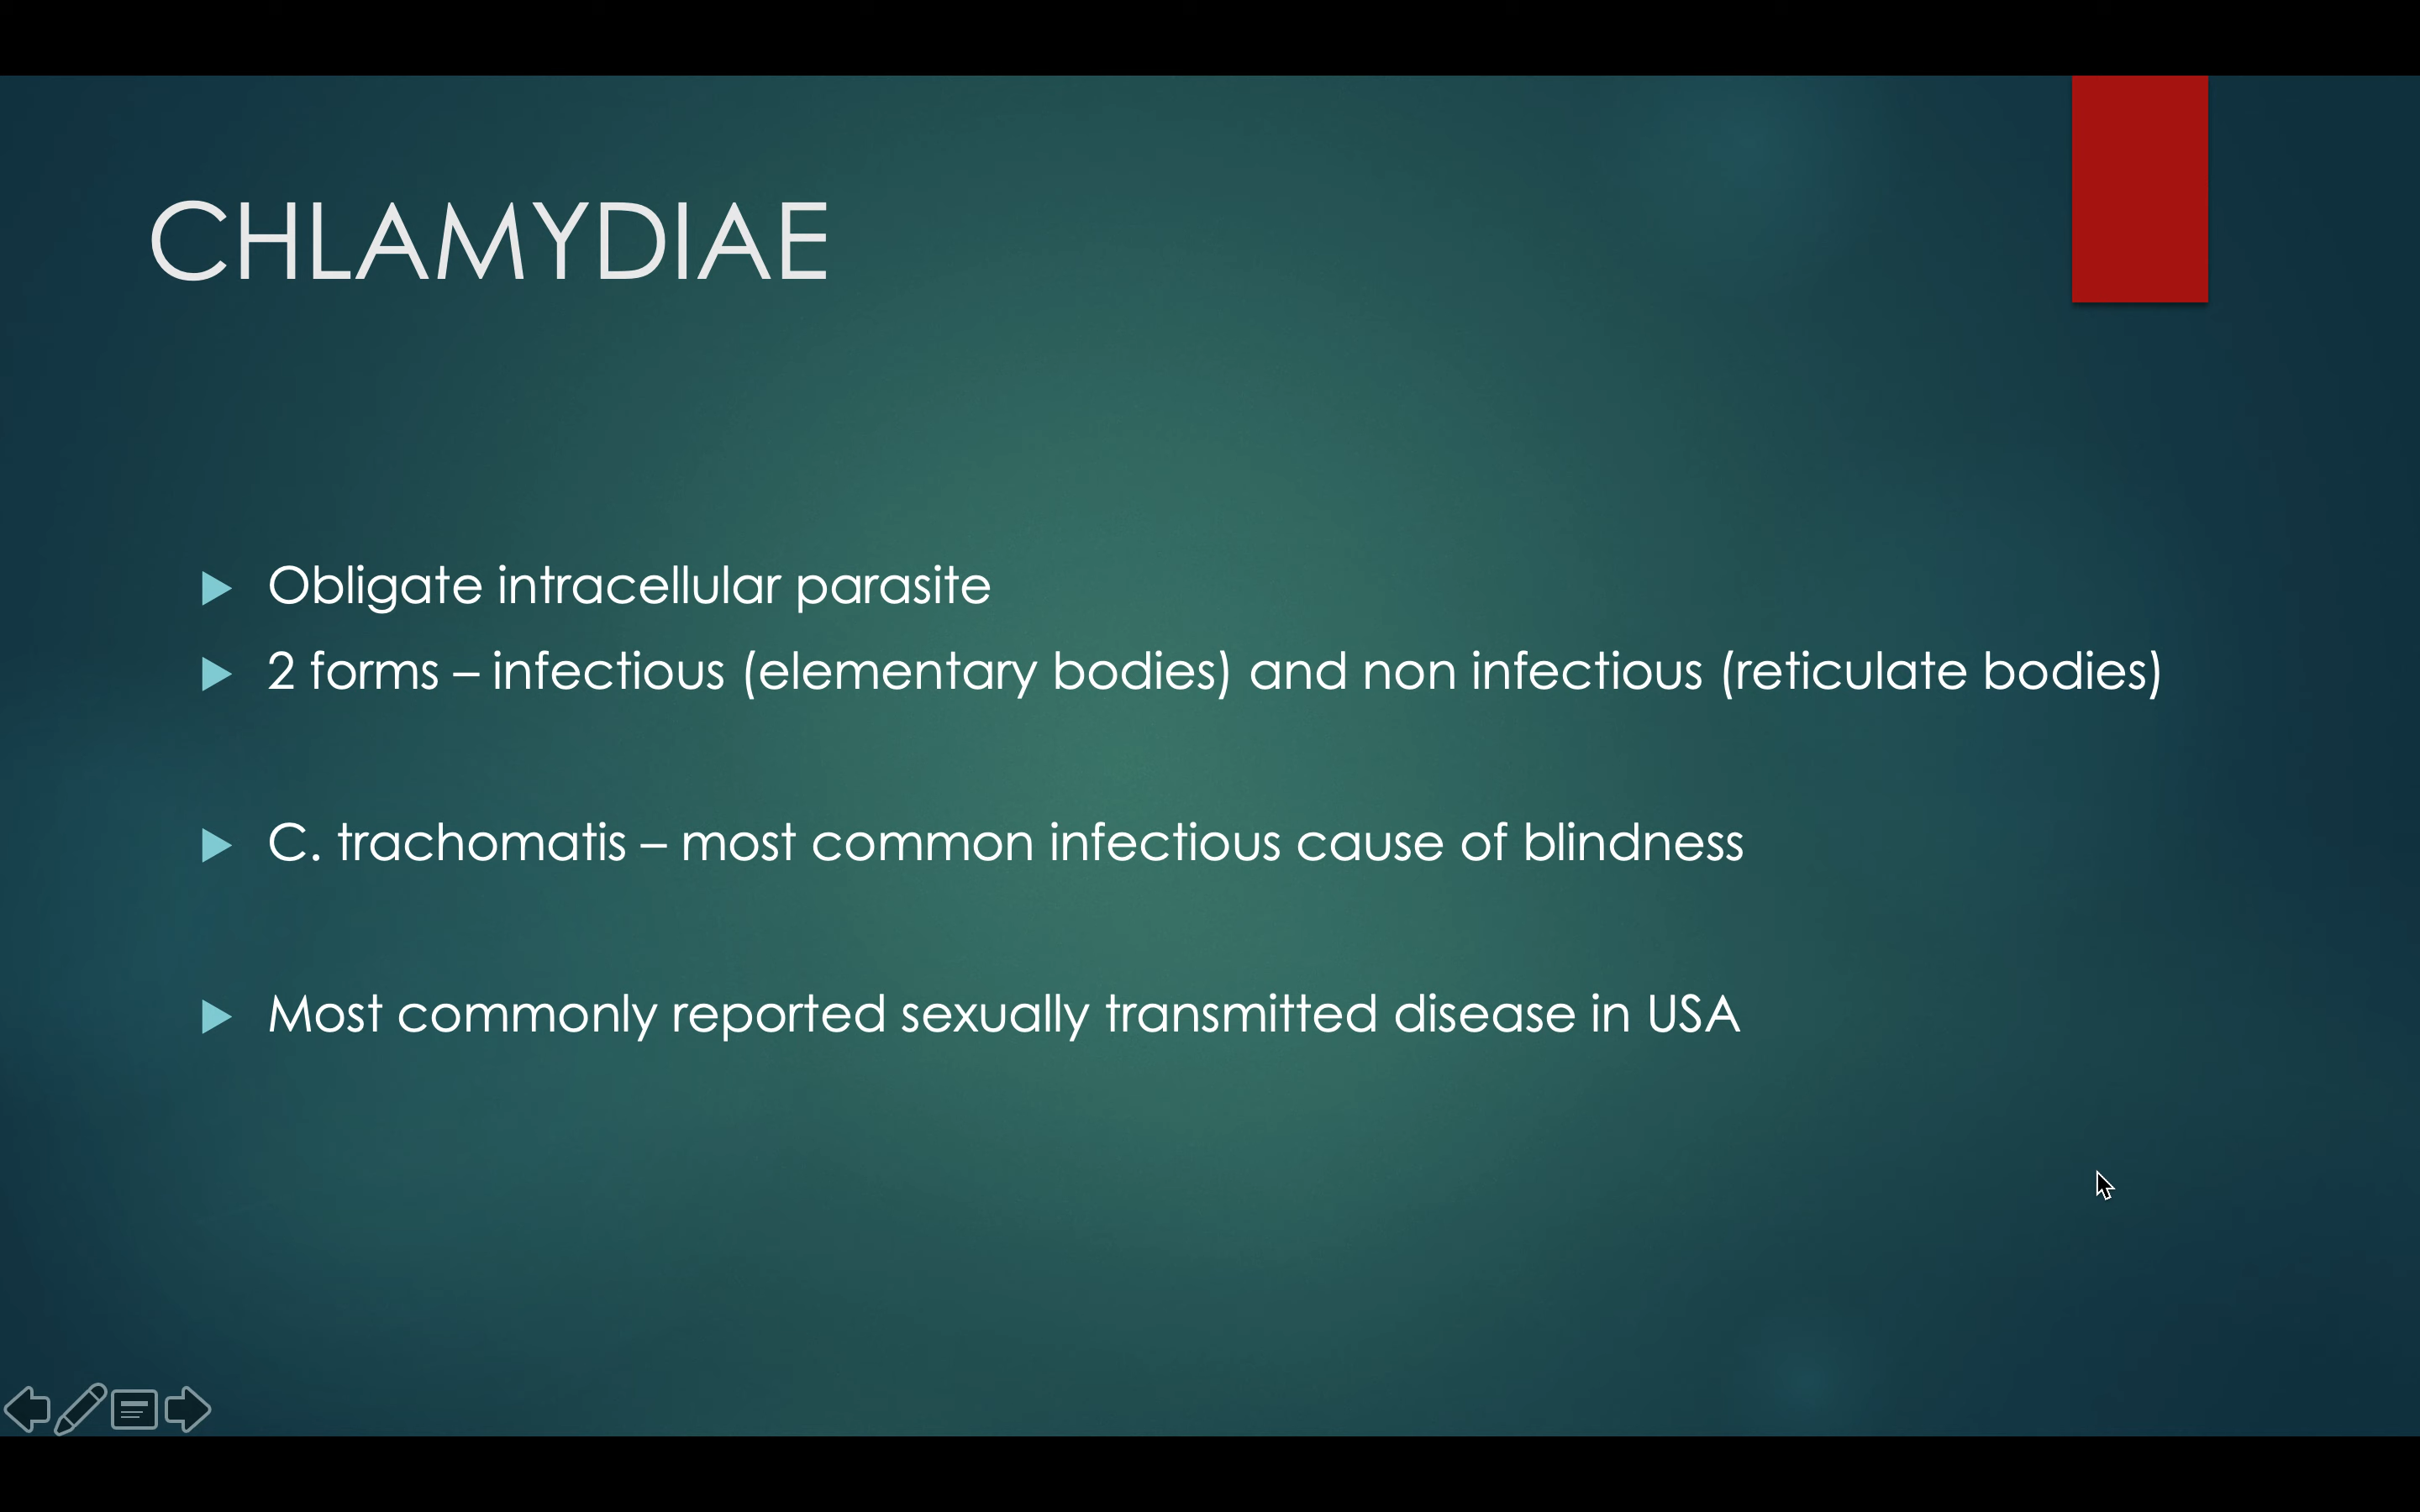 CHLAMYDIAE
Obligate intracellular parasite
2 forms – infectious (elementary bodies) and non infectious (reticulate bodies)
C. trachomatis – most common infectious cause of blindness
Most commonly reported sexually transmitted disease in USA